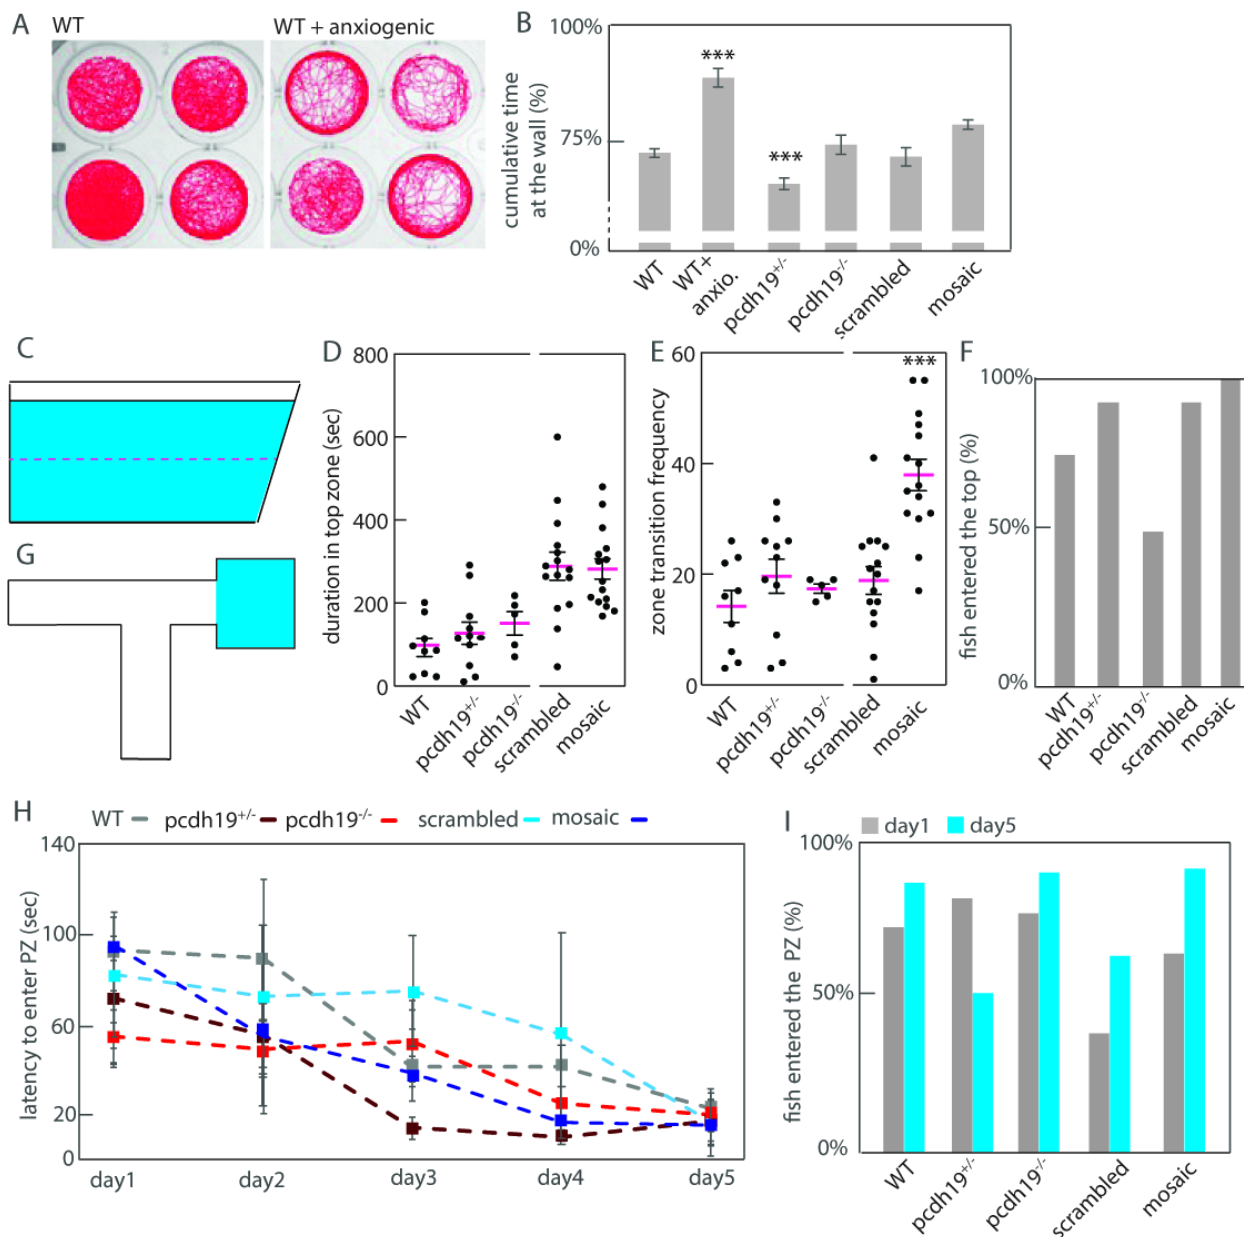 A
WT
WT + anxiogenic
B
100%
75%
0%
cumulative time
at the wall (%)
***
***
WT
WT+
anxio.
pcdh19+/-
pcdh19-/-
scrambled
mosaic
C
D
800
600
400
200
0
duration in top zone (sec)
WT
pcdh19+/-
pcdh19-/-
scrambled
mosaic
E
60
40
20
0
zone transition frequency
***
WT
pcdh19+/-
pcdh19-/-
scrambled
mosaic
F
100%
50%
0%
fish entered the top (%)
WT
pcdh19+/-
pcdh19-/-
scrambled
mosaic
G
H
WT pcdh19+/- pcdh19-/- scrambled mosaic
140
100
60
20
0
latency to enter PZ (sec)
day1 day2 day3 day4 day5
I
day1 day5
100%
50%
0%
fish entered the PZ (%)
WT
pcdh19+/-
pcdh19-/-
scrambled
mosaic